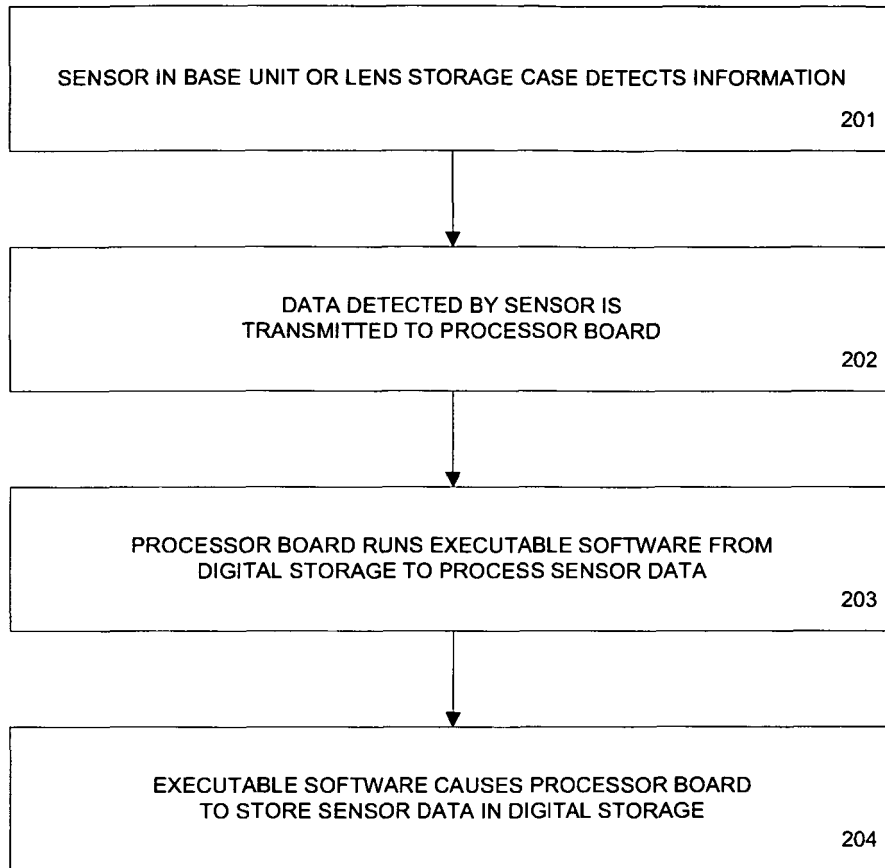 SENSOR IN BASE UNIT OR LENS STORAGE CASE DETECTS INFORMATION
201
DATA DETECTED BY SENSOR IS
TRANSMITTED TO PROCESSOR BOARD
202
PROCESSOR BOARD RUNS EXECUTABLE SOFTWARE FROM
DIGITAL STORAGE TO PROCESS SENSOR DATA
203
EXECUTABLE SOFTWARE CAUSES PROCESSOR BOARD
TO STORE SENSOR DATA IN DIGITAL STORAGE
204